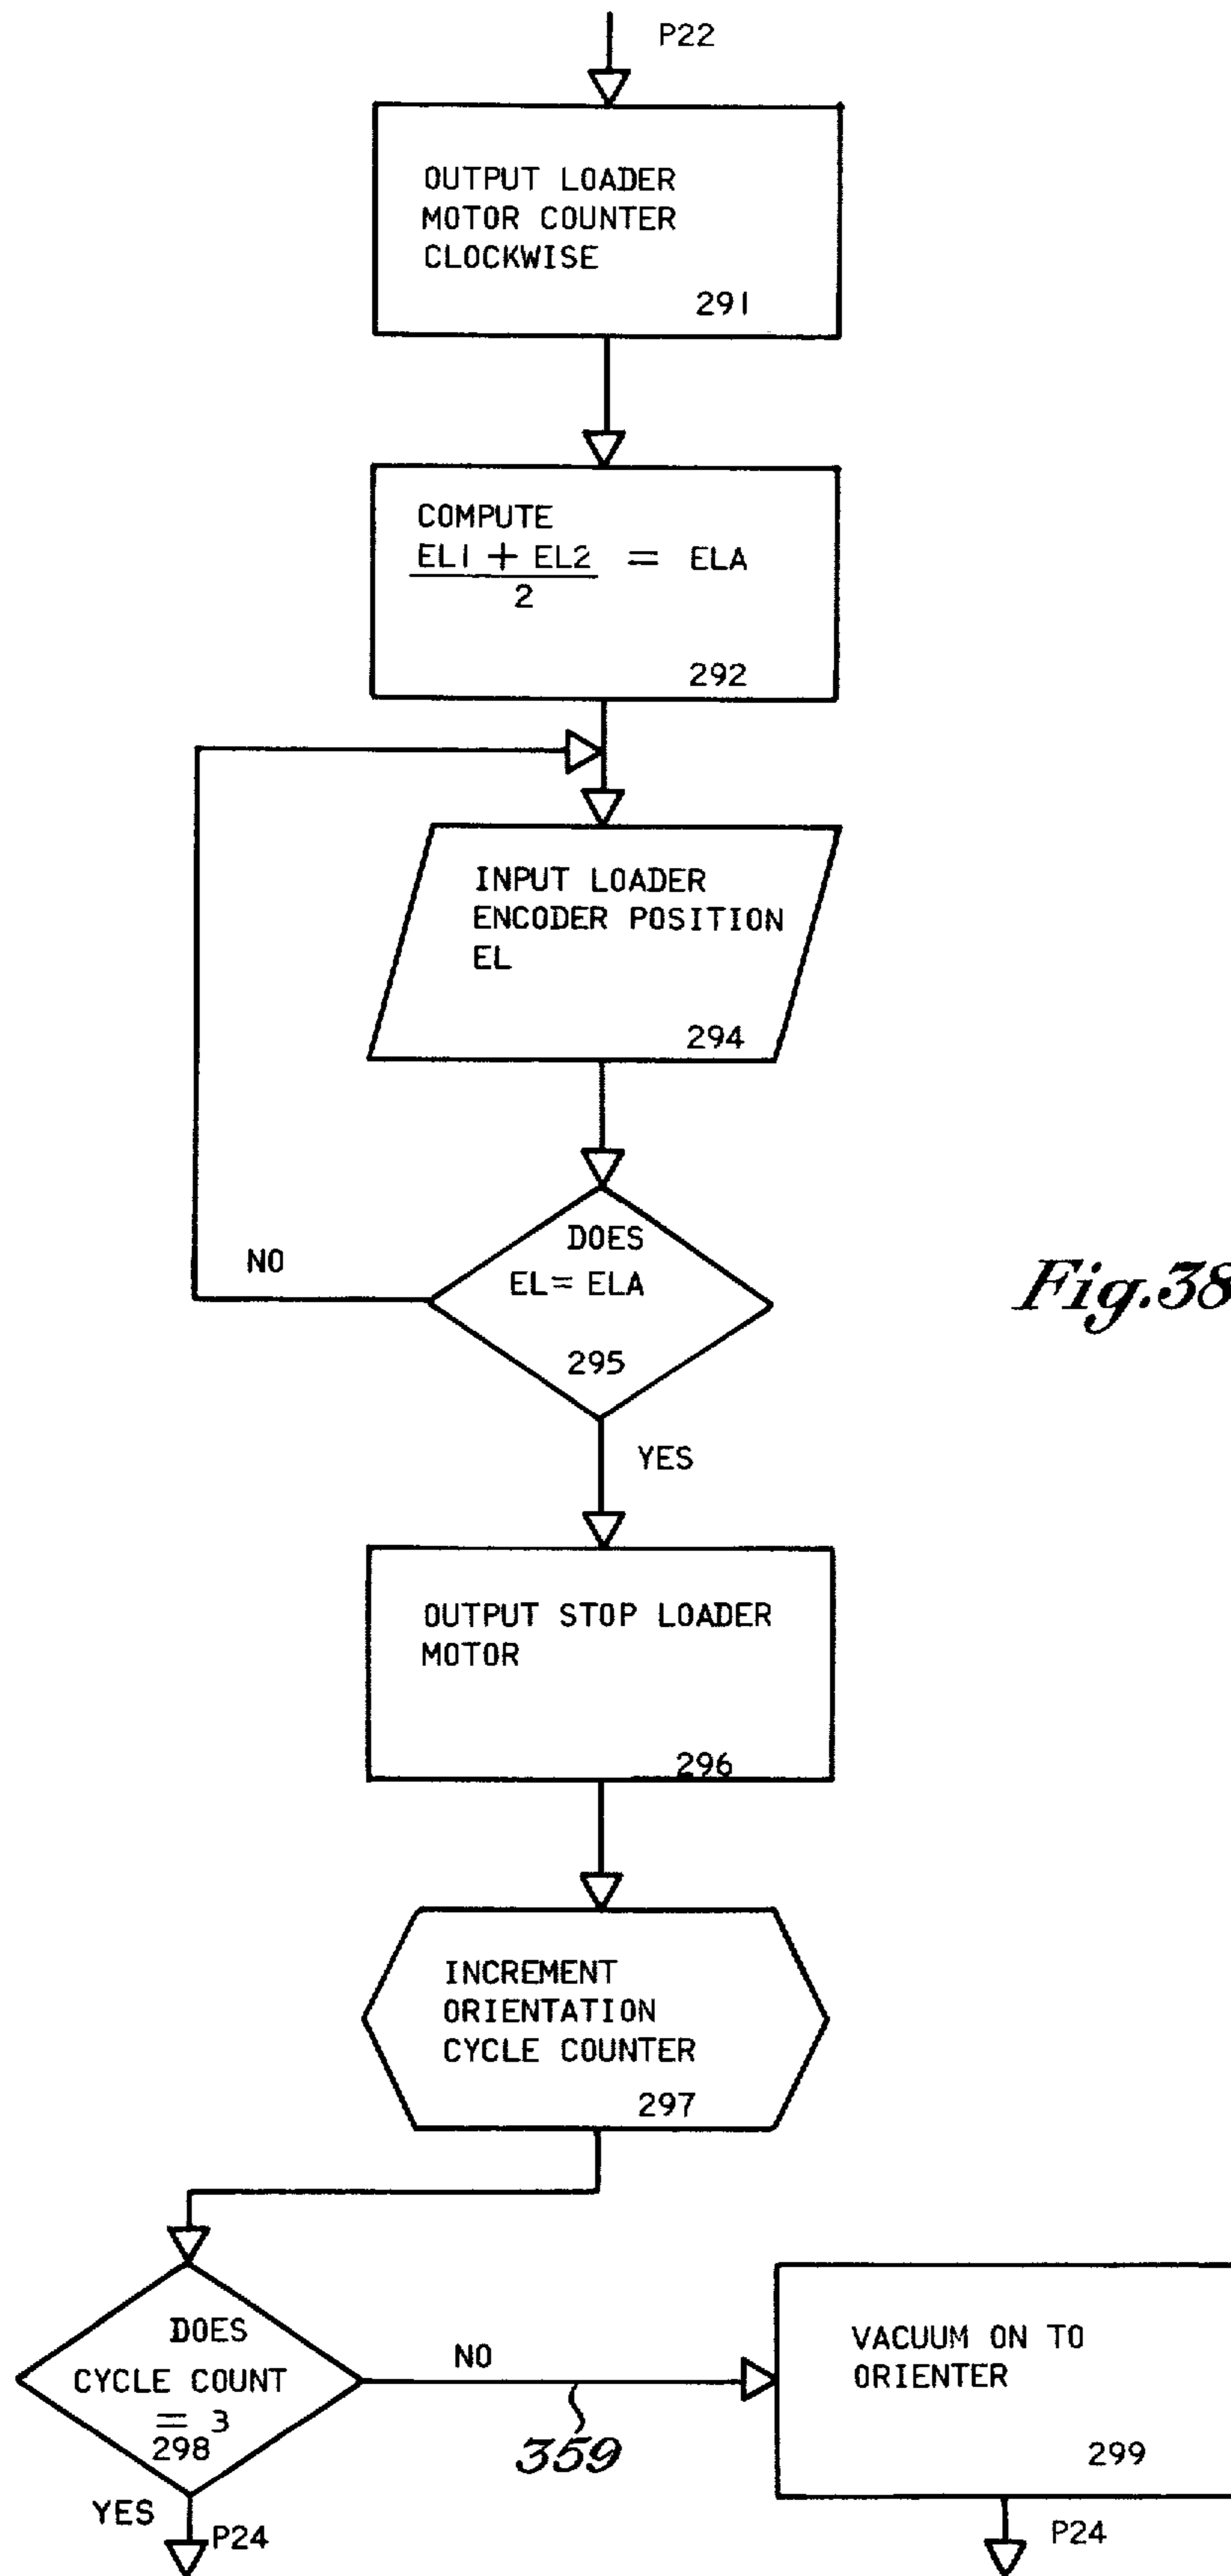 P22
OUTPUT LOADER
MOTOR COUNTER
CLOCKWISE
291
COMPUTE
EL1 + EL2 = ELA
2
292
INPUT LOADER
ENCODER POSITION
EL
294
NO
DOES
EL= ELA
295
Fig.38
YES
OUTPUT STOP LOADER
MOTOR
296
INCREMENT
ORIENTATION
CYCLE COUNTER
297
DOES
CYCLE COUNT
= 3
298
NO
359
VACUUM ON TO
ORIENTER
299
YES
P24
P24